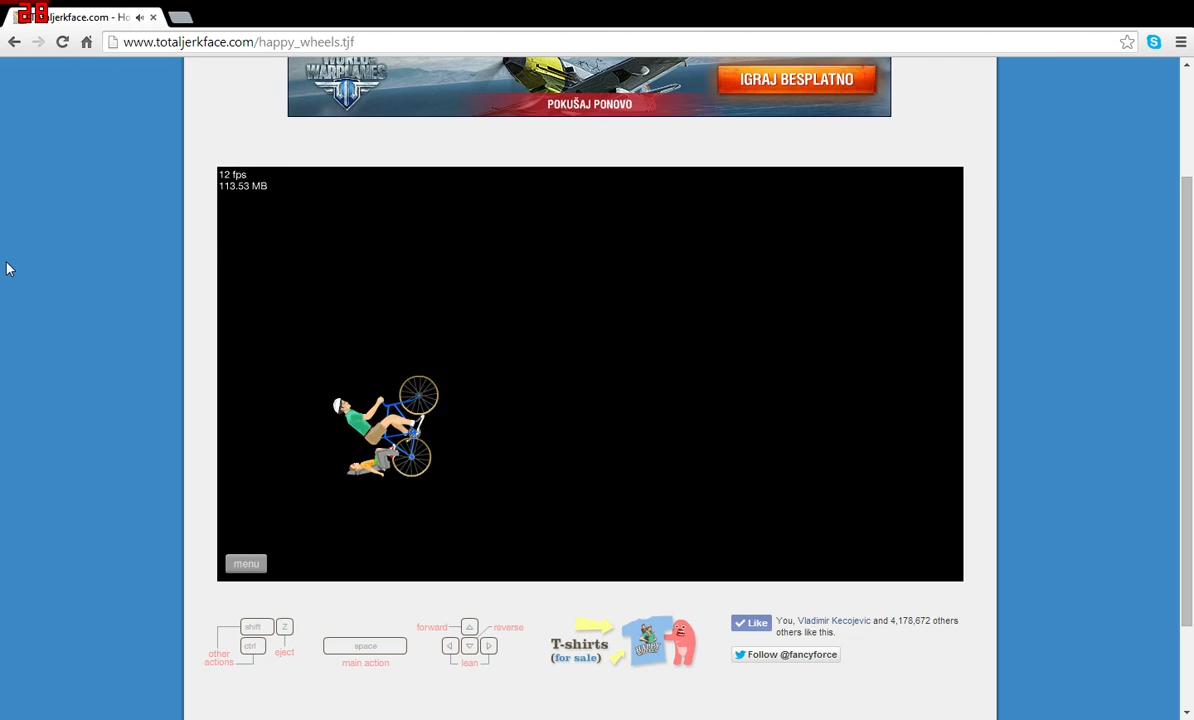 28
Totaljerkface.com - Ho
www.totaljerkface.com/happy_wheels.tjf
WORLD OF
WARPLANES
IGRAJ BESPLATNO
POKUŠAJ PONOVO
12 fps
113.53 MB
menu
shift Z
ctrl
other
actions
eject
space
main action
forward
reverse
lean
T-shirts
(for sale)
Like
You, Vladimir Kecojevic and 4,178,672 others
others like this.
Follow @fancyforce